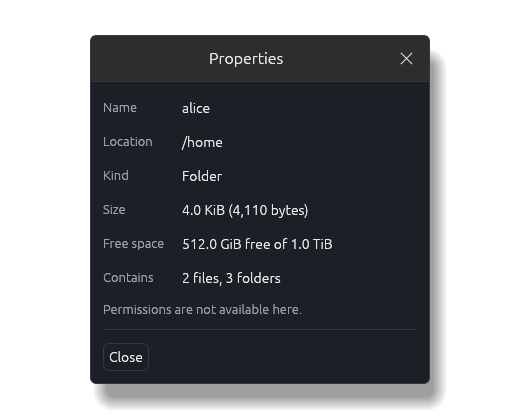 Properties
Name alice
Location /home
Kind Folder
Size 4.0 KiB (4,110 bytes)
Free space 512.0 GiB free of 1.0 TiB
Contains 2 files, 3 folders
Permissions are not available here.
Close